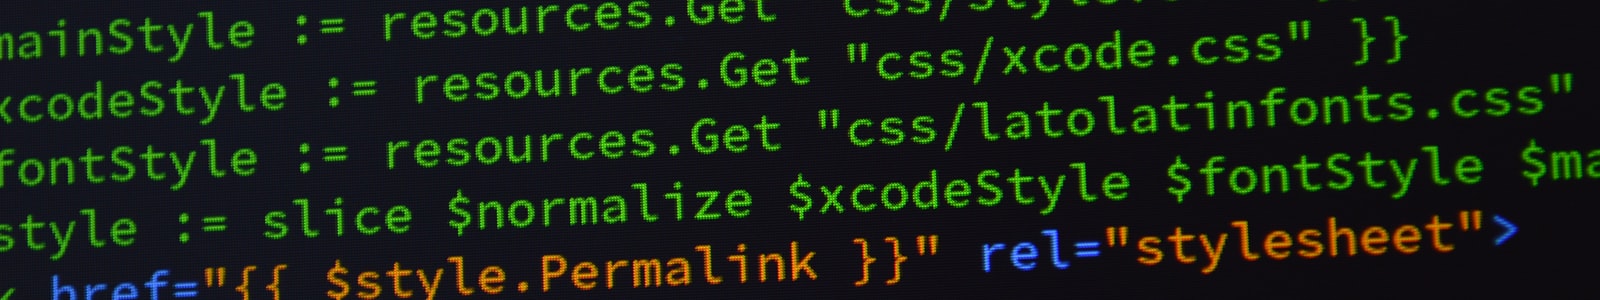 mainStyle := resources.Get "css/style.
xcodeStyle := resources.Get "css/xcode.css" }}
fontStyle := resources.Get "css/latolatinfonts.css"
style := slice $normalize $xcodeStyle $fontStyle $ma
href="{{ $style.Permalink }}" rel="stylesheet">